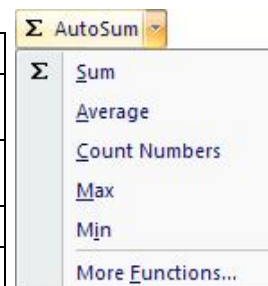 Σ AutoSum
Σ Sum
Average
Count Numbers
Max
Min
More Functions...